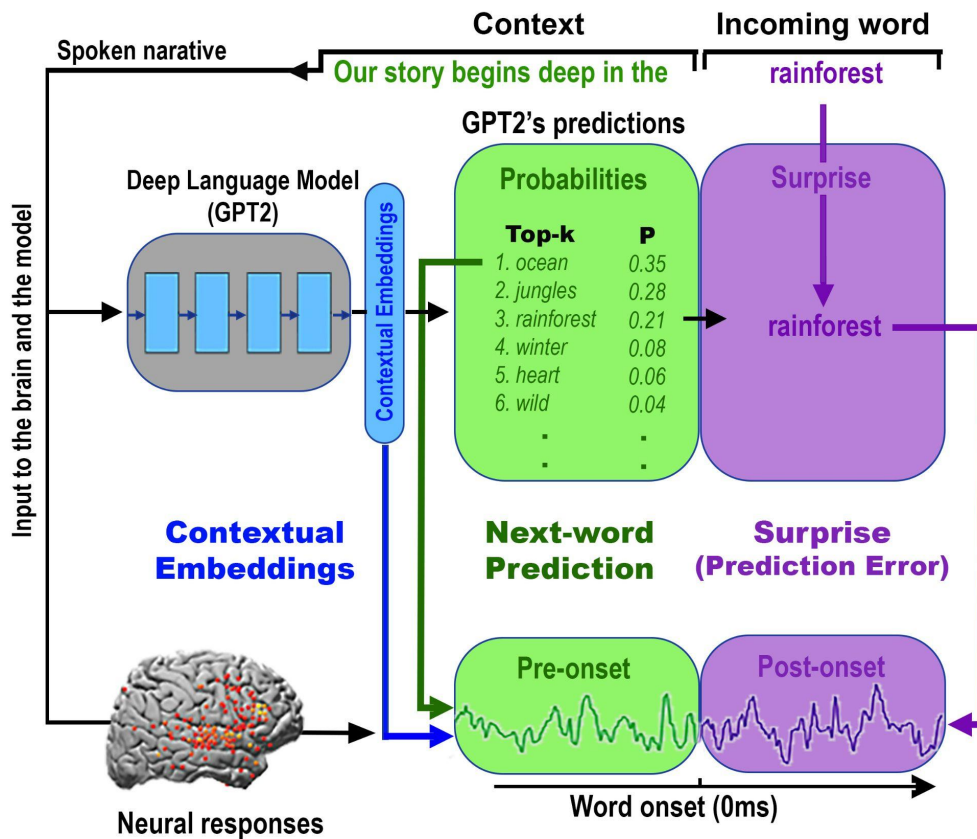 Context
Incoming word
Spoken narative
Our story begins deep in the
rainforest
GPT2's predictions
Deep Language Model
(GPT2)
Contextual Embeddings
Probabilities
Top-k P
1. ocean 0.35
2. jungles 0.28
3. rainforest 0.21
4. winter 0.08
5. heart 0.06
6. wild 0.04
. .
. .
Surprise
rainforest
Input to the brain and the model
Contextual
Embeddings
Next-word
Prediction
Surprise
(Prediction Error)
Pre-onset
Post-onset
Word onset (0ms)
Neural responses